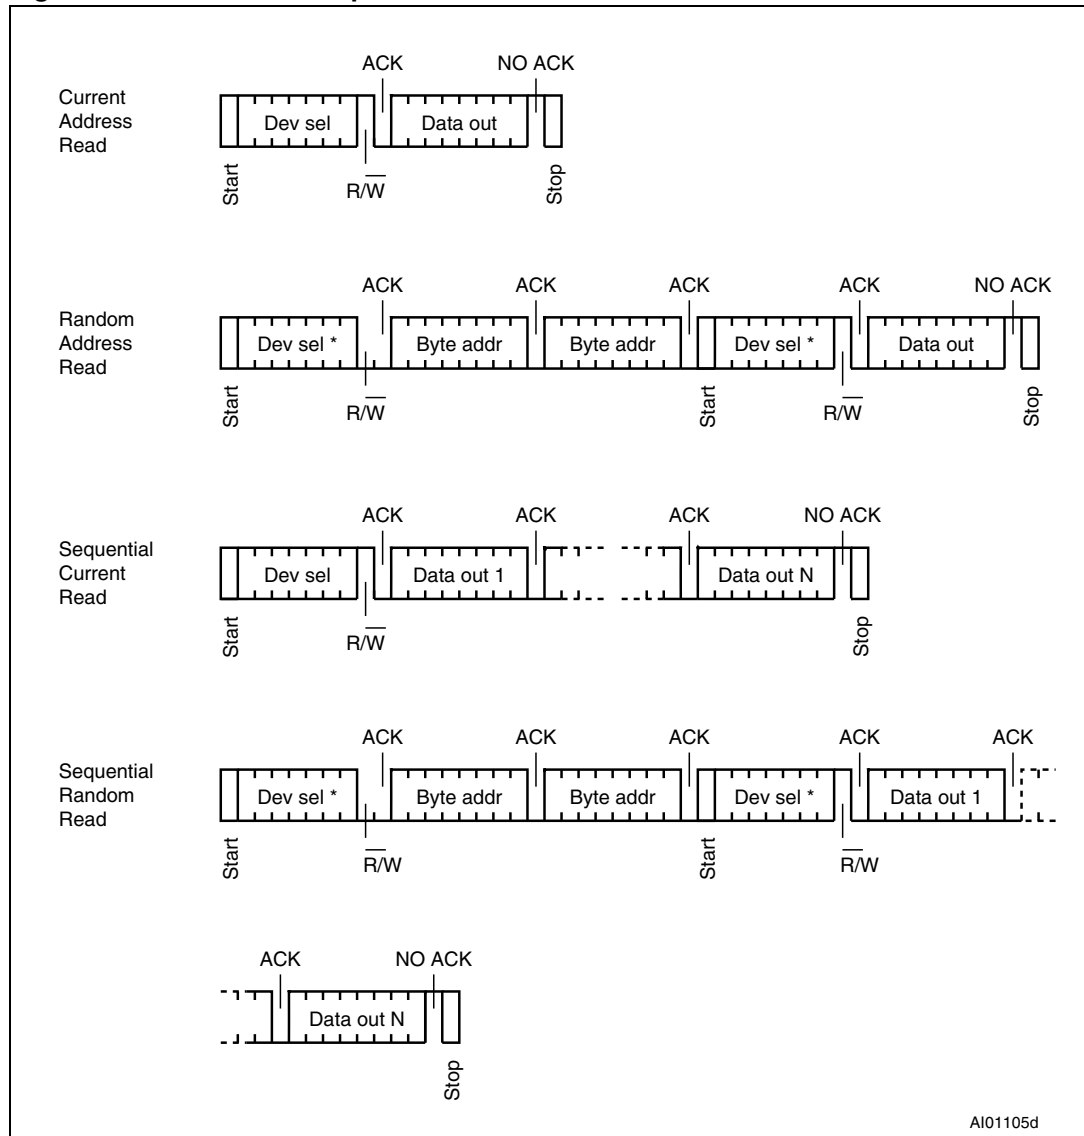 ACK NO ACK
Current
Address
Read
Dev sel Data out
Start R/W̅ Stop
ACK ACK ACK ACK NO ACK
Random
Address
Read
Dev sel * Byte addr Byte addr Dev sel * Data out
Start R/W̅ Start R/W̅ Stop
ACK ACK ACK NO ACK
Sequential
Current
Read
Dev sel Data out 1 Data out N
Start R/W̅ Stop
ACK ACK ACK ACK ACK
Sequential
Random
Read
Dev sel * Byte addr Byte addr Dev sel * Data out 1
Start R̅/W Start R̅/W
ACK NO ACK
Data out N
Stop
AI01105d